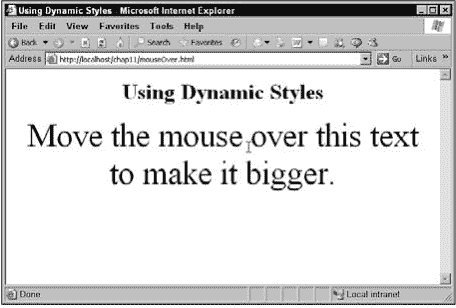 Using Dynamic Styles - Microsoft Internet Explorer
File Edit View Favorites Tools Help
Back Search Favorites
Address http://localhost/chap11/mouseOver.html Go Links »
Using Dynamic Styles
Move the mouse over this text
to make it bigger.
Done Local intranet